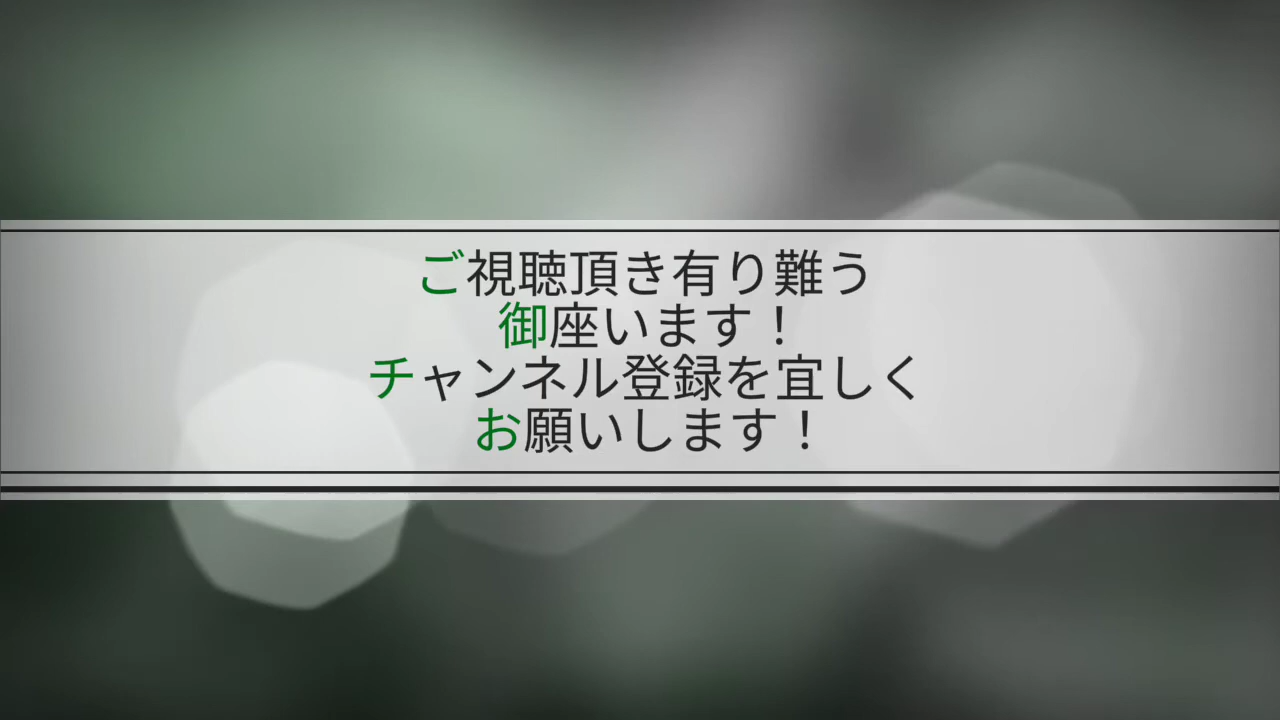 ご視聴頂き有り難う
御座います！
チャンネル登録を宜しく
お願いします！